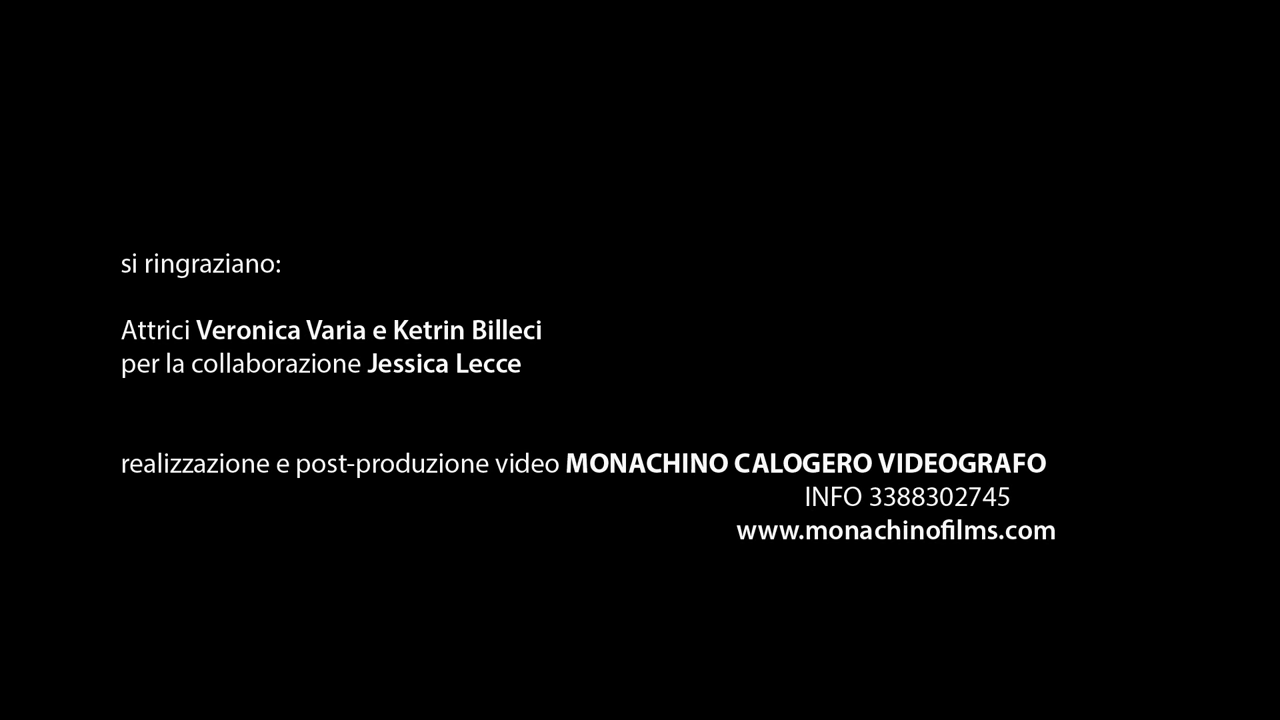 si ringraziano:
Attrici Veronica Varia e Ketrin Billeci
per la collaborazione Jessica Lecce
realizzazione e post-produzione video MONACHINO CALOGERO VIDEOGRAFO
INFO 3388302745
www.monachinofilms.com